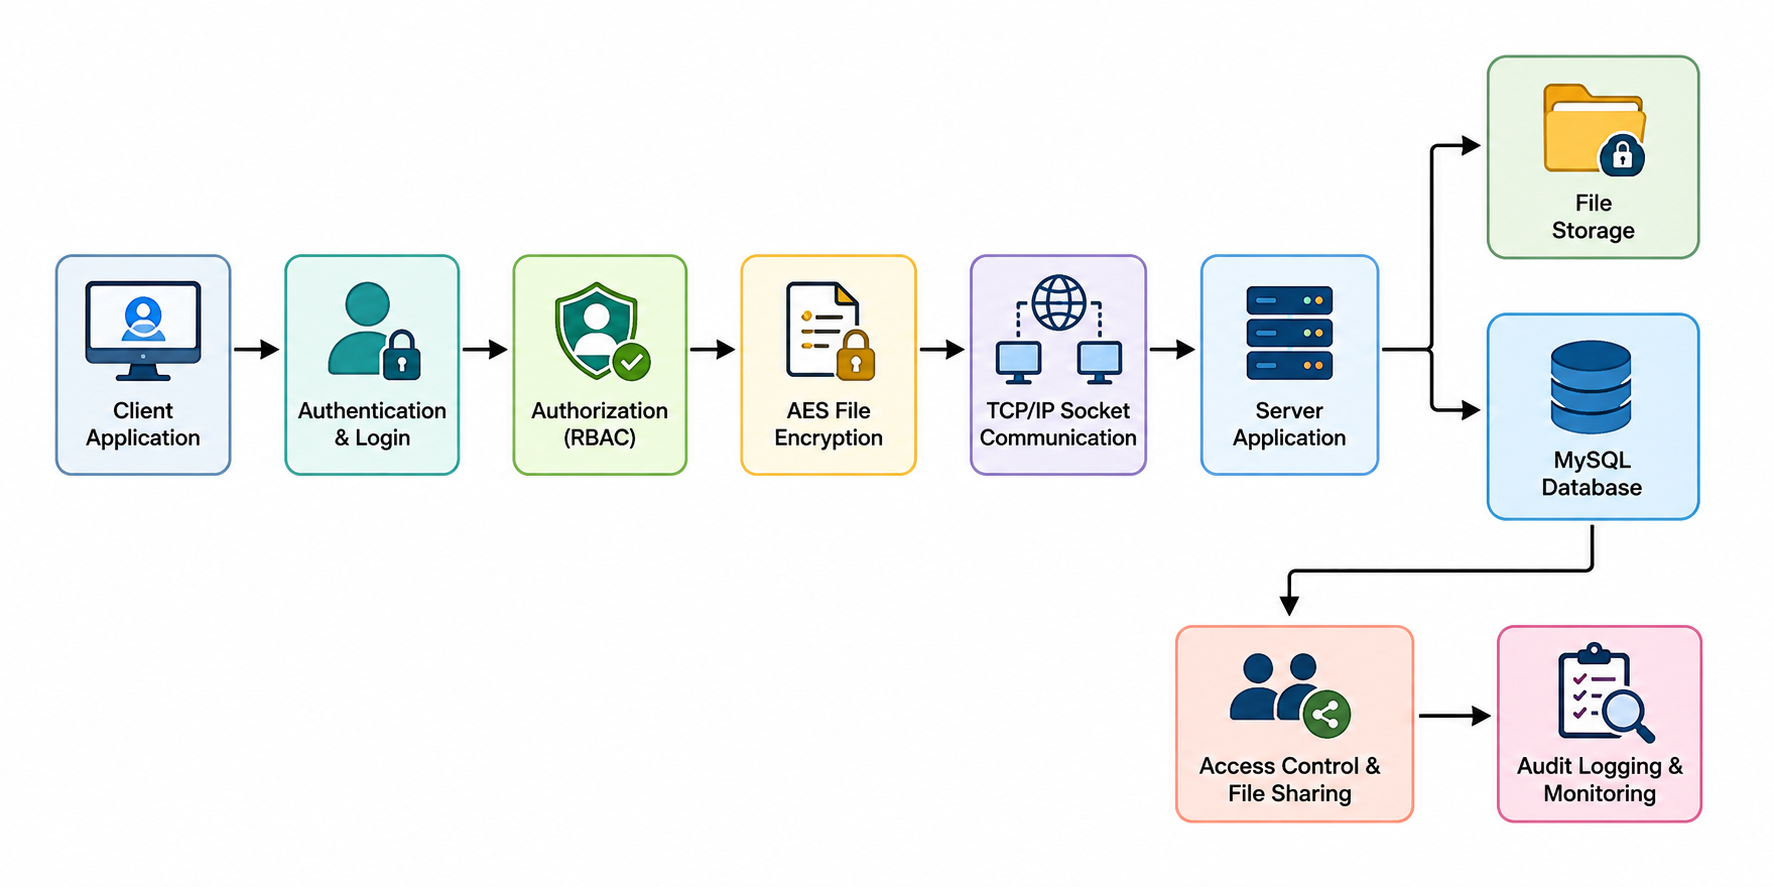 File
Storage
Client
Application
Authentication
& Login
Authorization
(RBAC)
AES File
Encryption
TCP/IP Socket
Communication
Server
Application
MySQL
Database
Access Control &
File Sharing
Audit Logging &
Monitoring